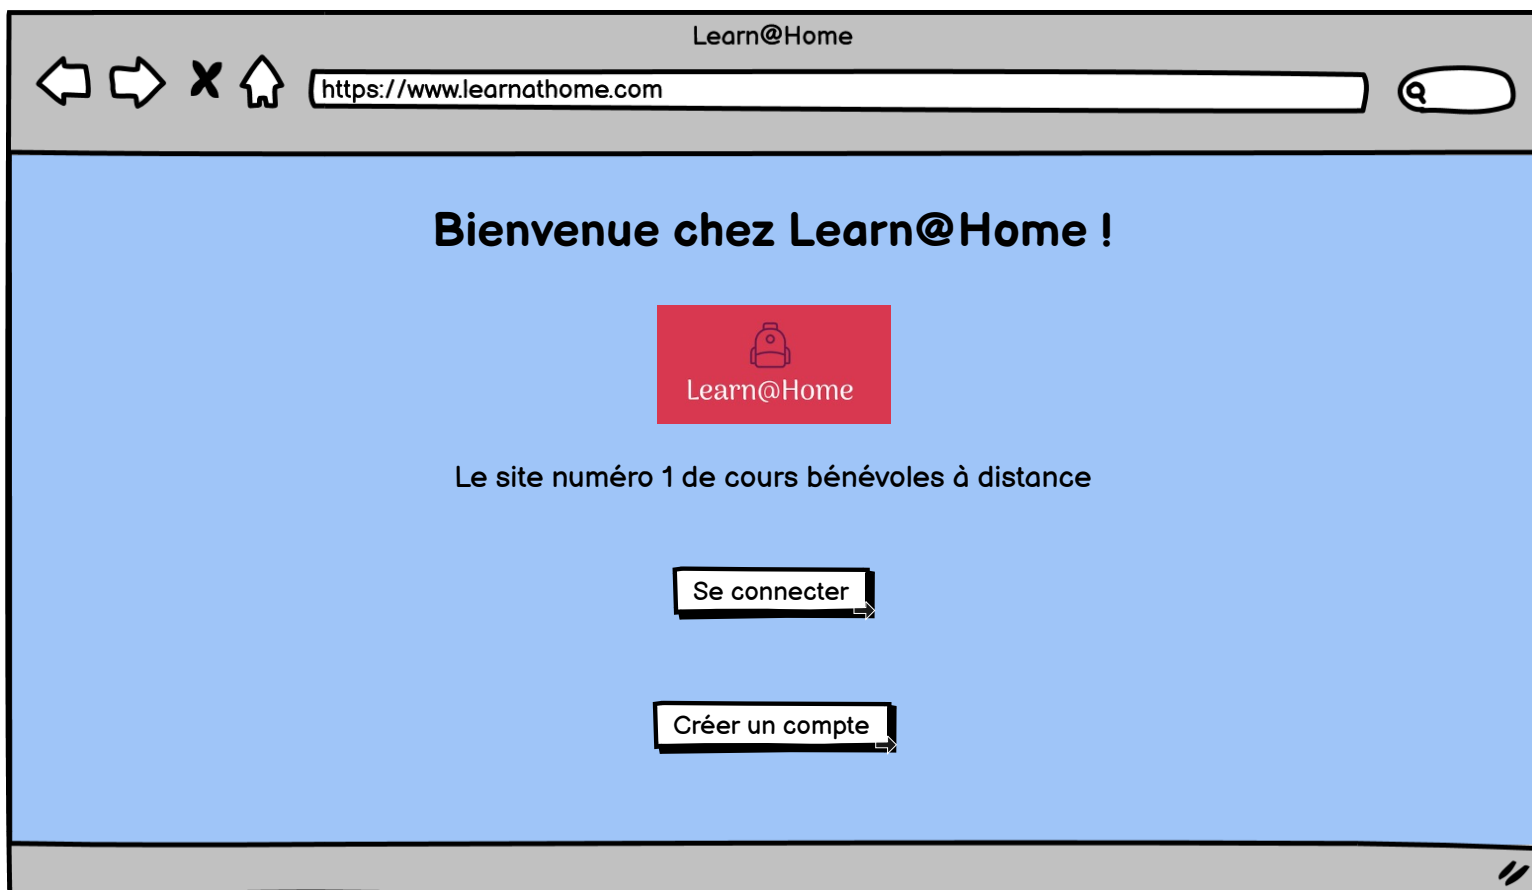 Learn@Home
https://www.learnathome.com
Bienvenue chez Learn@Home !
Learn@Home
Le site numéro 1 de cours bénévoles à distance
Se connecter
Créer un compte